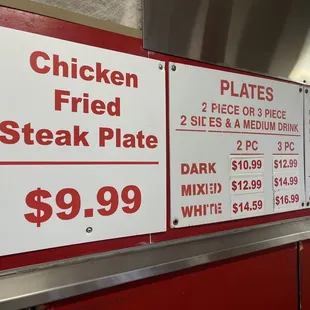 Chicken
Fried
Steak Plate
$9.99
PLATES
2 PIECE OR 3 PIECE
2 SIDES & A MEDIUM DRINK
2 PC 3 PC
DARK $10.99 $12.99
MIXED $12.99 $14.99
WHITE $14.59 $16.99